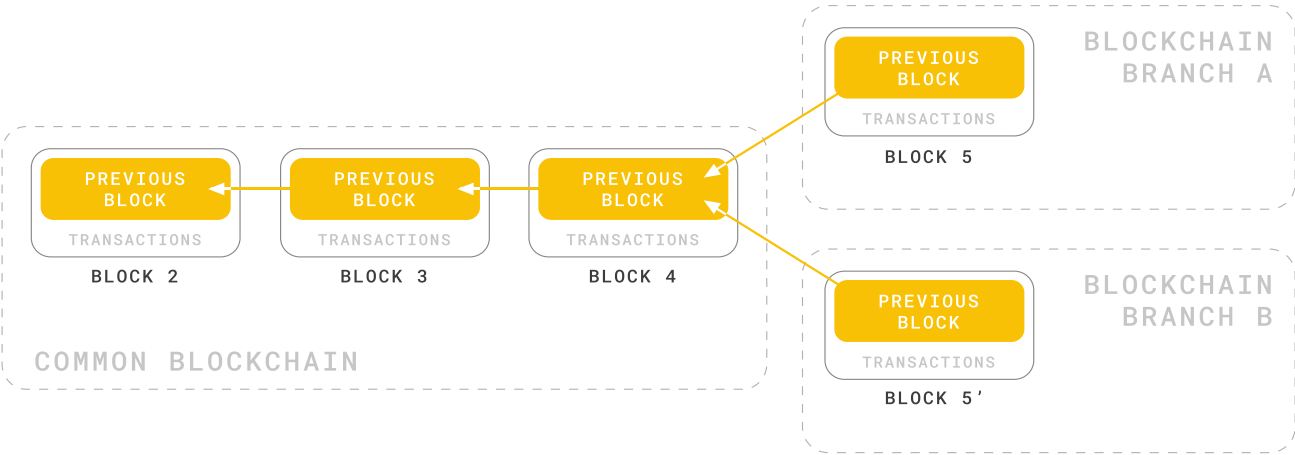 PREVIOUS
BLOCK
TRANSACTIONS
BLOCK 2
PREVIOUS
BLOCK
TRANSACTIONS
BLOCK 3
PREVIOUS
BLOCK
TRANSACTIONS
BLOCK 4
COMMON BLOCKCHAIN
PREVIOUS
BLOCK
TRANSACTIONS
BLOCK 5
BLOCKCHAIN
BRANCH A
PREVIOUS
BLOCK
TRANSACTIONS
BLOCK 5’
BLOCKCHAIN
BRANCH B